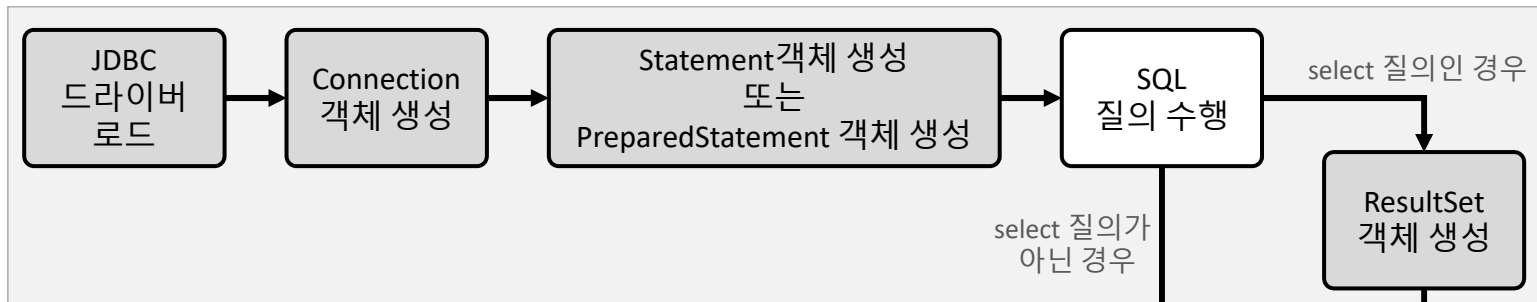 JDBC
드라이버
로드
Connection
객체 생성
Statement객체 생성
또는
PreparedStatement 객체 생성
SQL
질의 수행
select 질의인 경우
select 질의가
아닌 경우
ResultSet
객체 생성